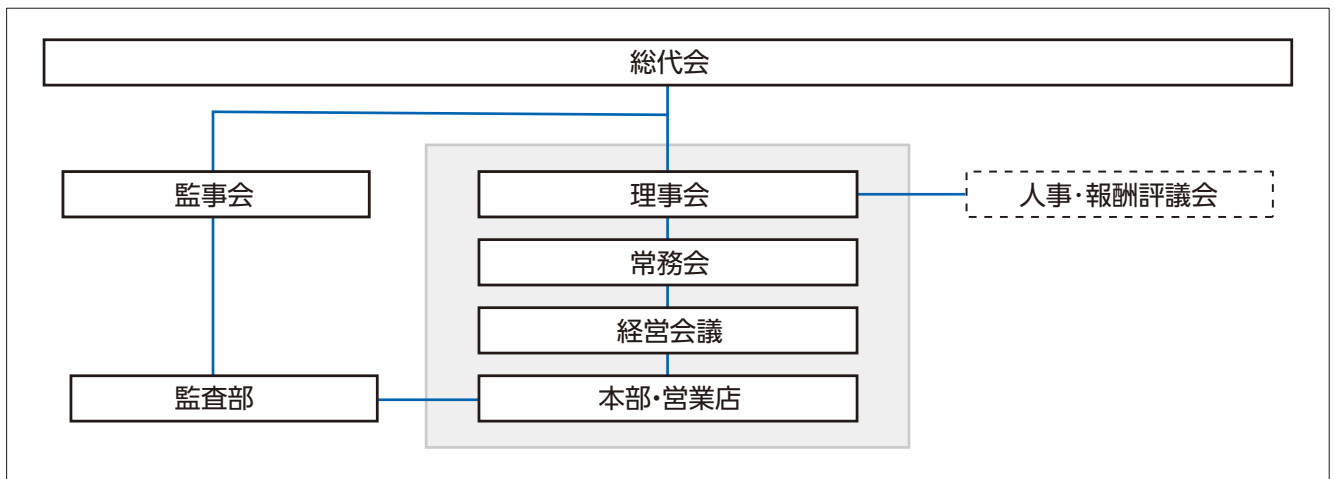 総代会
監事会
理事会
人事・報酬評議会
常務会
経営会議
監査部
本部・営業店